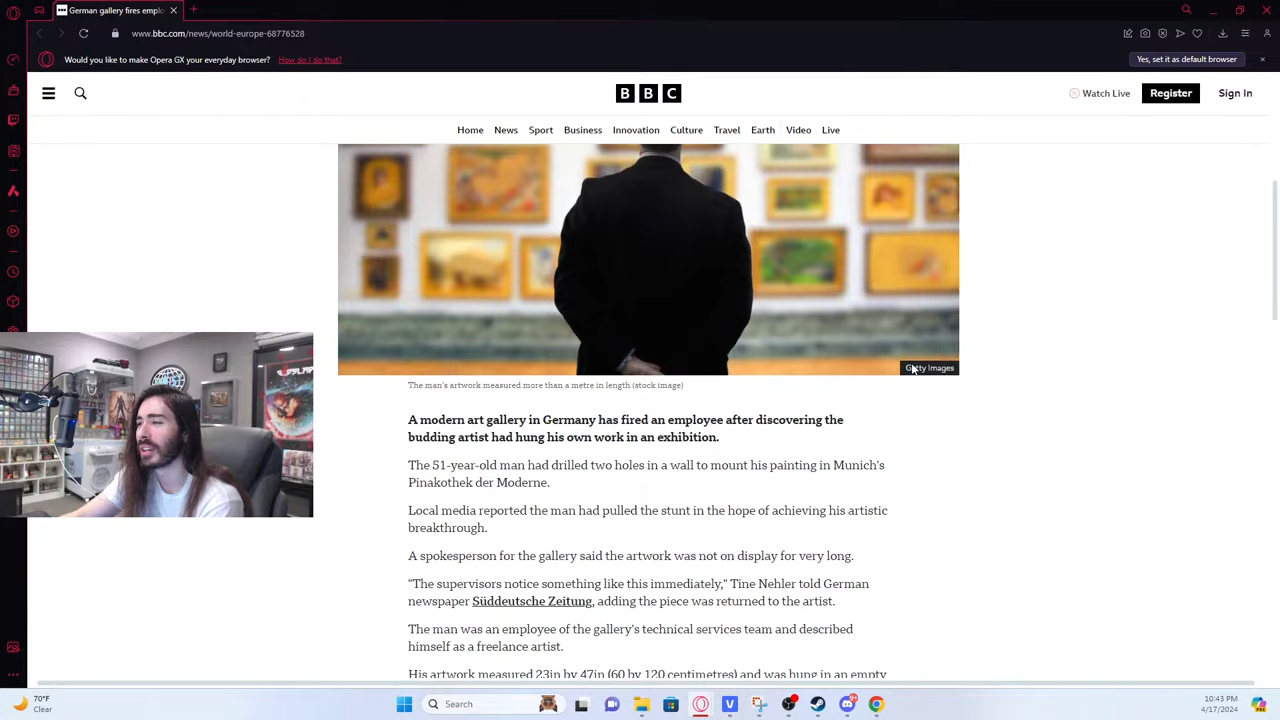 German gallery fires emplo
www.bbc.com/news/world-europe-68776528
Would you like to make Opera GX your everyday browser? How do I do that?
Yes, set it as default browser
BBC
Watch Live
Register
Sign In
Home News Sport Business Innovation Culture Travel Earth Video Live
Getty Images
The man's artwork measured more than a metre in length (stock image)
A modern art gallery in Germany has fired an employee after discovering the
budding artist had hung his own work in an exhibition.
The 51-year-old man had drilled two holes in a wall to mount his painting in Munich's
Pinakothek der Moderne.
Local media reported the man had pulled the stunt in the hope of achieving his artistic
breakthrough.
A spokesperson for the gallery said the artwork was not on display for very long.
"The supervisors notice something like this immediately," Tine Nehler told German
newspaper Süddeutsche Zeitung, adding the piece was returned to the artist.
The man was an employee of the gallery's technical services team and described
himself as a freelance artist.
His artwork measured 23in by 47in (60 by 120 centimetres) and was hung in an empty
70°F
Clear
Search
10:43 PM
4/17/2024